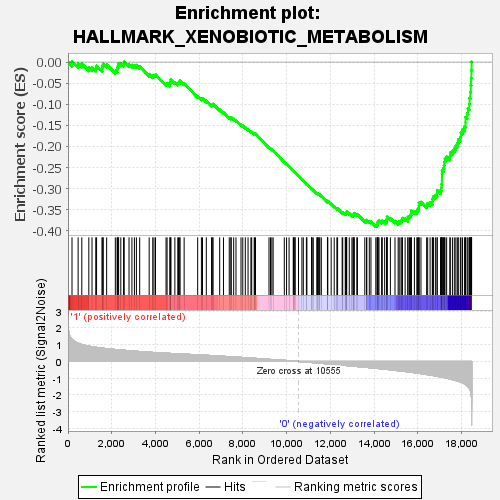 Enrichment plot:
HALLMARK_XENOBIOTIC_METABOLISM
Enrichment score (ES)
0.00
-0.05
-0.10
-0.15
-0.20
-0.25
-0.30
-0.35
-0.40
Ranked list metric (Signal2Noise)
'1' (positively correlated)
3
2
1
0
-1
-2
-3
-4
Zero cross at 10555
'0' (negatively correlated)
0 2,000 4,000 6,000 8,000 10,000 12,000 14,000 16,000 18,000
Rank in Ordered Dataset
Enrichment profile Hits Ranking metric scores